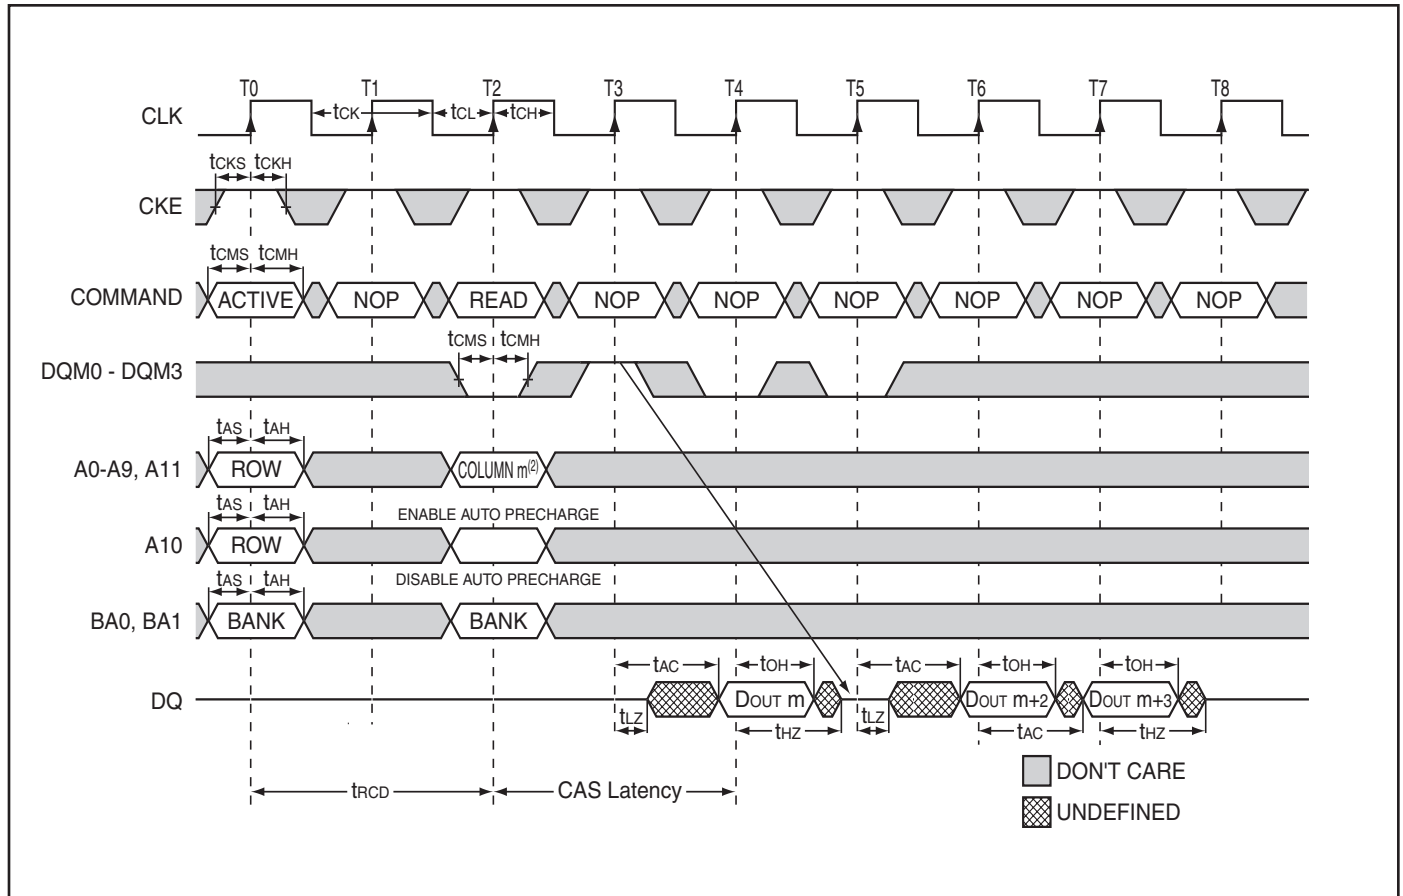 T0 T1 T2 T3 T4 T5 T6 T7 T8
CLK tCK tCL tCH
tCKS tCKH
CKE
tCMS tCMH
COMMAND ACTIVE NOP READ NOP NOP NOP NOP NOP NOP
tCMS tCMH
DQM0 - DQM3
tAS tAH
A0-A9, A11 ROW COLUMN m(2)
tAS tAH ENABLE AUTO PRECHARGE
A10 ROW
tAS tAH DISABLE AUTO PRECHARGE
BA0, BA1 BANK BANK
tAC tOH tAC tOH tOH
DQ DOUT m DOUT m+2 DOUT m+3
tLZ tHZ tLZ tAC tHZ
DON'T CARE
tRCD CAS Latency
UNDEFINED